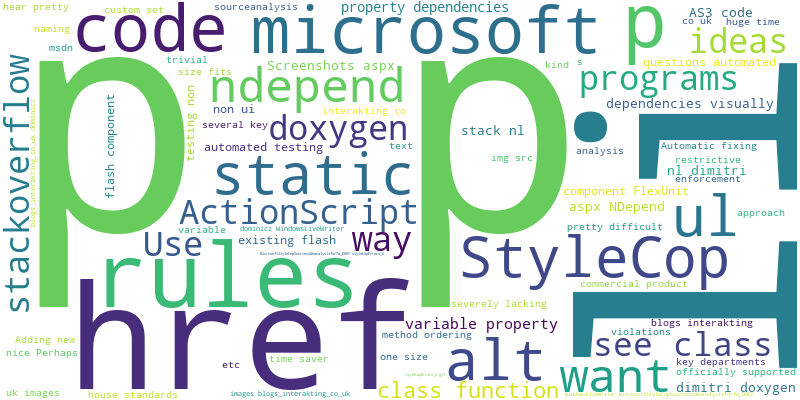 hear pretty
custom set
sourceanalysis
property dependencies
AS3 code
co uk
huge time
naming
code
microsoft
p
ideas
msdn
trivial
size fits
Screenshots aspx
kind
s
questions automated
ndepend
programs
stackoverflow
p p
flash component
testing non
non ui
interakting co
dependencies visually
several key
doxygen
stack nl
automated testing
text
img src
analysis
Automatic fixing
restrictive
nl dimitri
enforcement
static
component FlexUnit
ActionScript
aspx NDepend
ul
approach
variable
dominicz WindowsLiveWriter
pretty difficult
Use
existing flash
way
StyleCop
rules
commercial product
href
severely lacking
variable property
blogs interakting
violations
Adding new
method ordering
see class
nice Perhaps
etc
time saver
one size
alt
key departments
want
officially supported
uk images
house standards
images blogs_interakting_co_uk
class function
dimitri doxygen